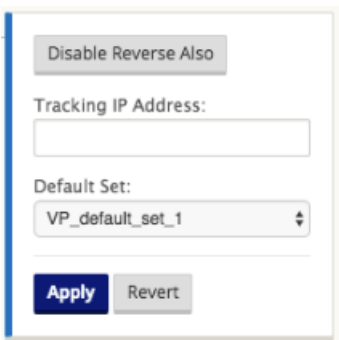 Disable Reverse Also
Tracking IP Address:
Default Set:
VP_default_set_1
Apply Revert